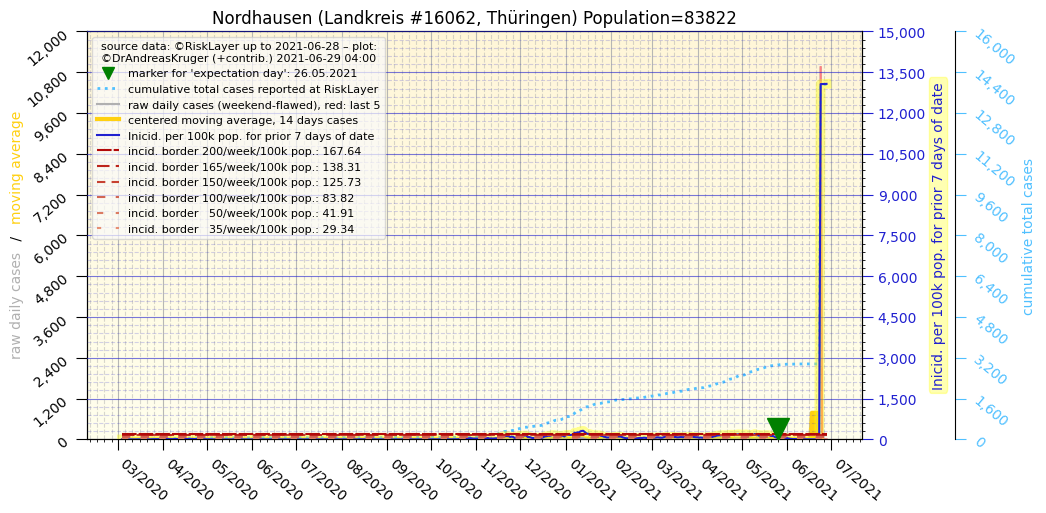 Nordhausen (Landkreis #16062, Thüringen) Population=83822
source data: ©RiskLayer up to 2021-06-28 – plot:
©DrAndreasKruger (+contrib.) 2021-06-29 04:00
marker for 'expectation day': 26.05.2021
cumulative total cases reported at RiskLayer
raw daily cases (weekend-flawed), red: last 5
centered moving average, 14 days cases
Inicid. per 100k pop. for prior 7 days of date
incid. border 200/week/100k pop.: 167.64
incid. border 165/week/100k pop.: 138.31
incid. border 150/week/100k pop.: 125.73
incid. border 100/week/100k pop.: 83.82
incid. border 50/week/100k pop.: 41.91
incid. border 35/week/100k pop.: 29.34
raw daily cases / moving average
12,000
10,800
9,600
8,400
7,200
6,000
4,800
3,600
2,400
1,200
0
03/2020
04/2020
05/2020
06/2020
07/2020
08/2020
09/2020
10/2020
11/2020
12/2020
01/2021
02/2021
03/2021
04/2021
05/2021
06/2021
07/2021
15,000
13,500
12,000
10,500
9,000
7,500
6,000
4,500
3,000
1,500
0
Inicid. per 100k pop. for prior 7 days of date
16,000
14,400
12,800
11,200
9,600
8,000
6,400
4,800
3,200
1,600
0
cumulative total cases